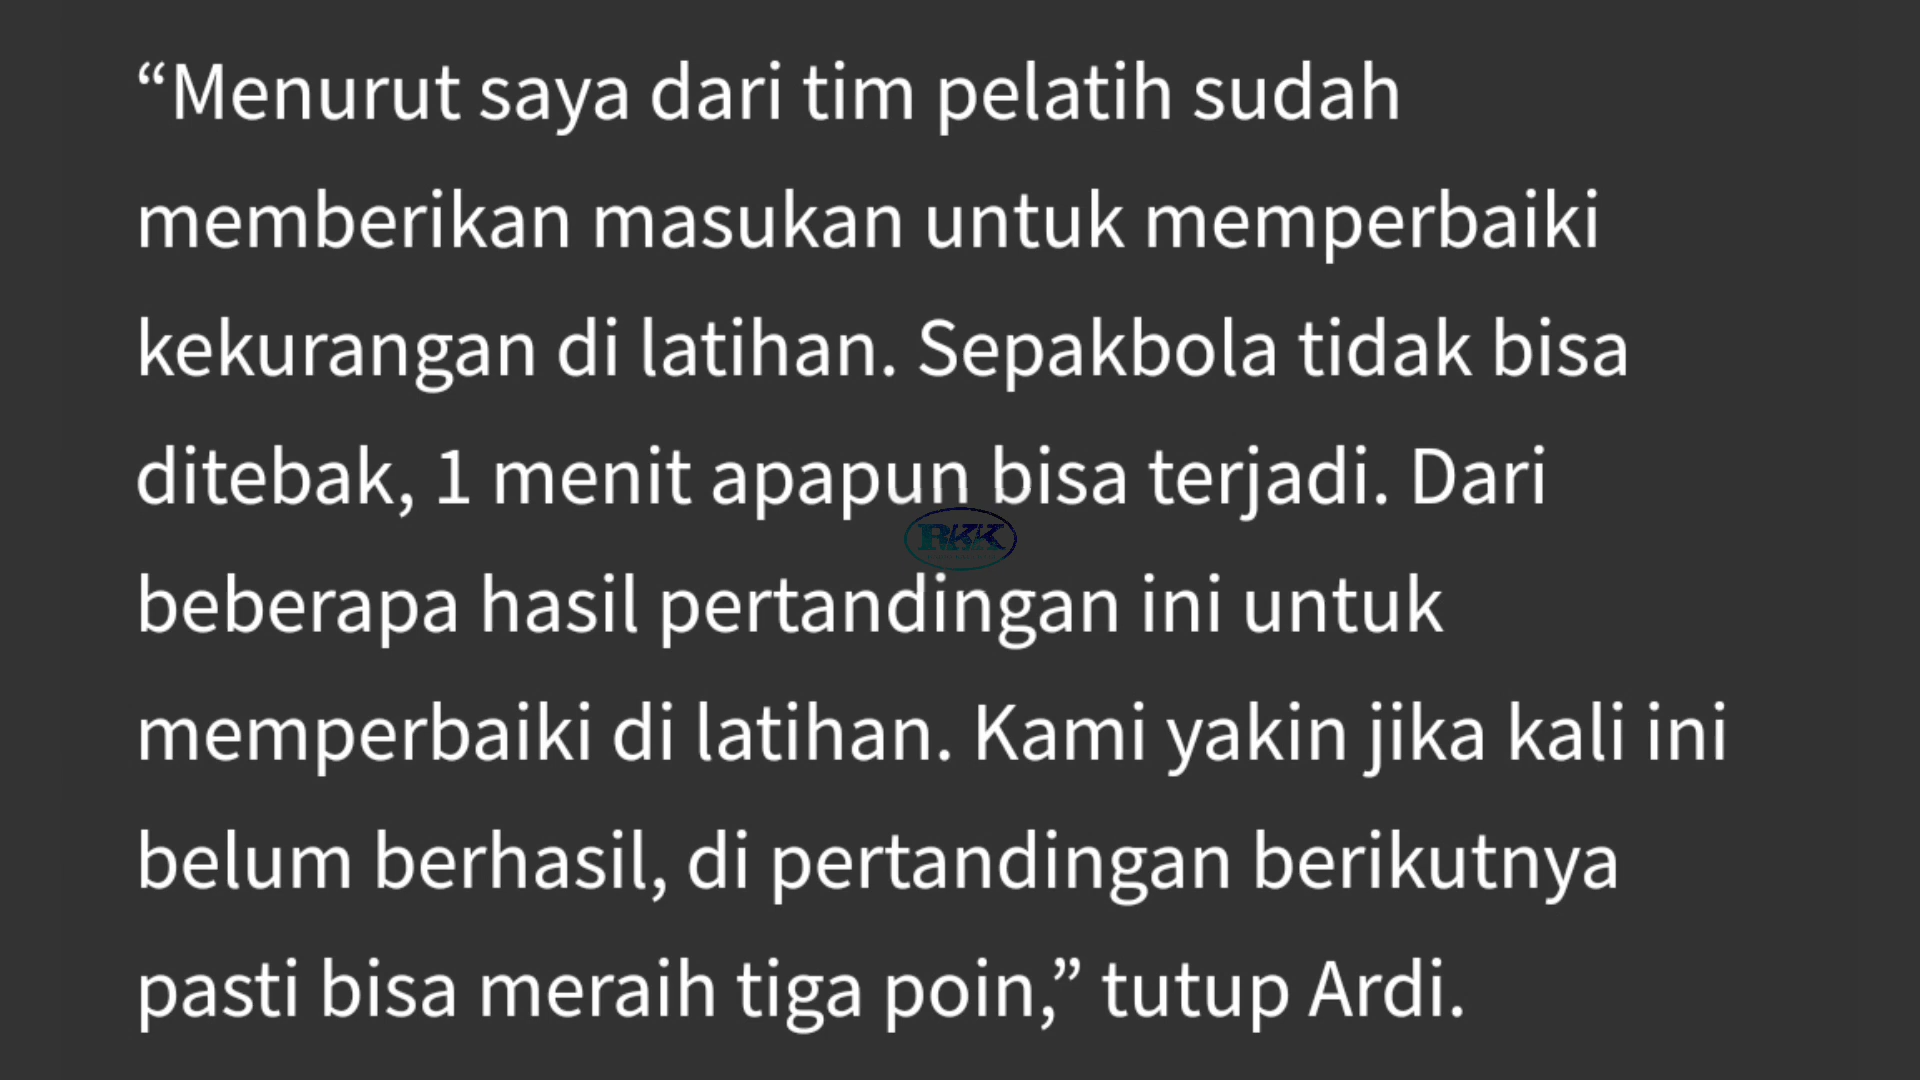 “Menurut saya dari tim pelatih sudah
memberikan masukan untuk memperbaiki
kekurangan di latihan. Sepakbola tidak bisa
ditebak, 1 menit apapun bisa terjadi. Dari
RKK
beberapa hasil pertandingan ini untuk
memperbaiki di latihan. Kami yakin jika kali ini
belum berhasil, di pertandingan berikutnya
pasti bisa meraih tiga poin,” tutup Ardi.